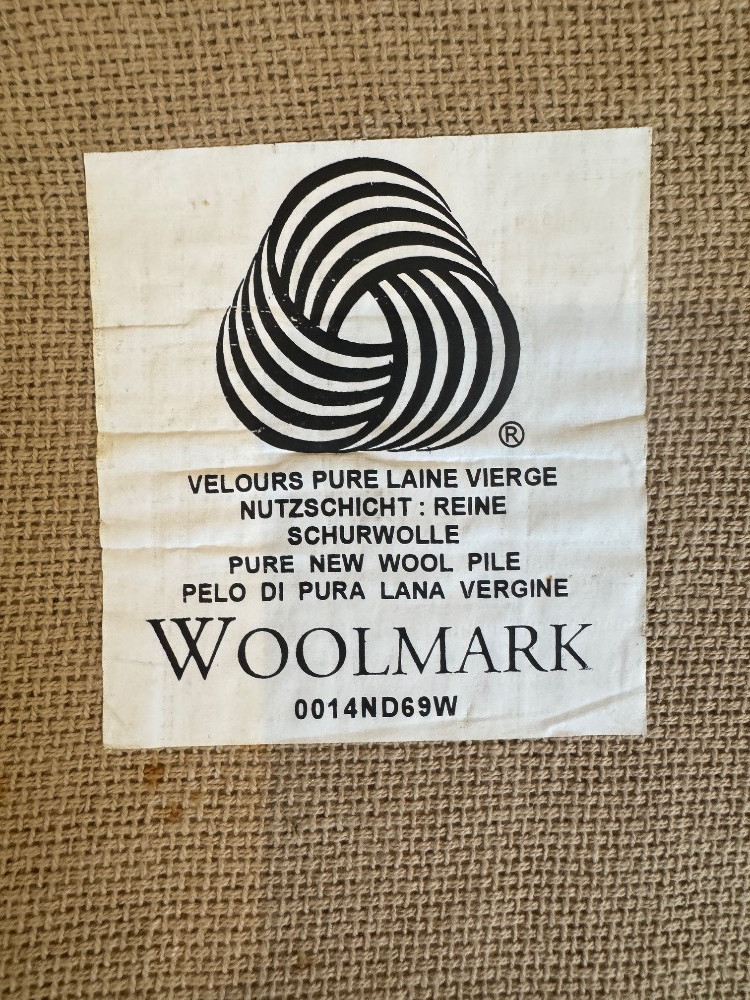 ®
VELOURS PURE LAINE VIERGE
NUTZSCHICHT : REINE
SCHURWOLLE
PURE NEW WOOL PILE
PELO DI PURA LANA VERGINE
WOOLMARK
0014ND69W